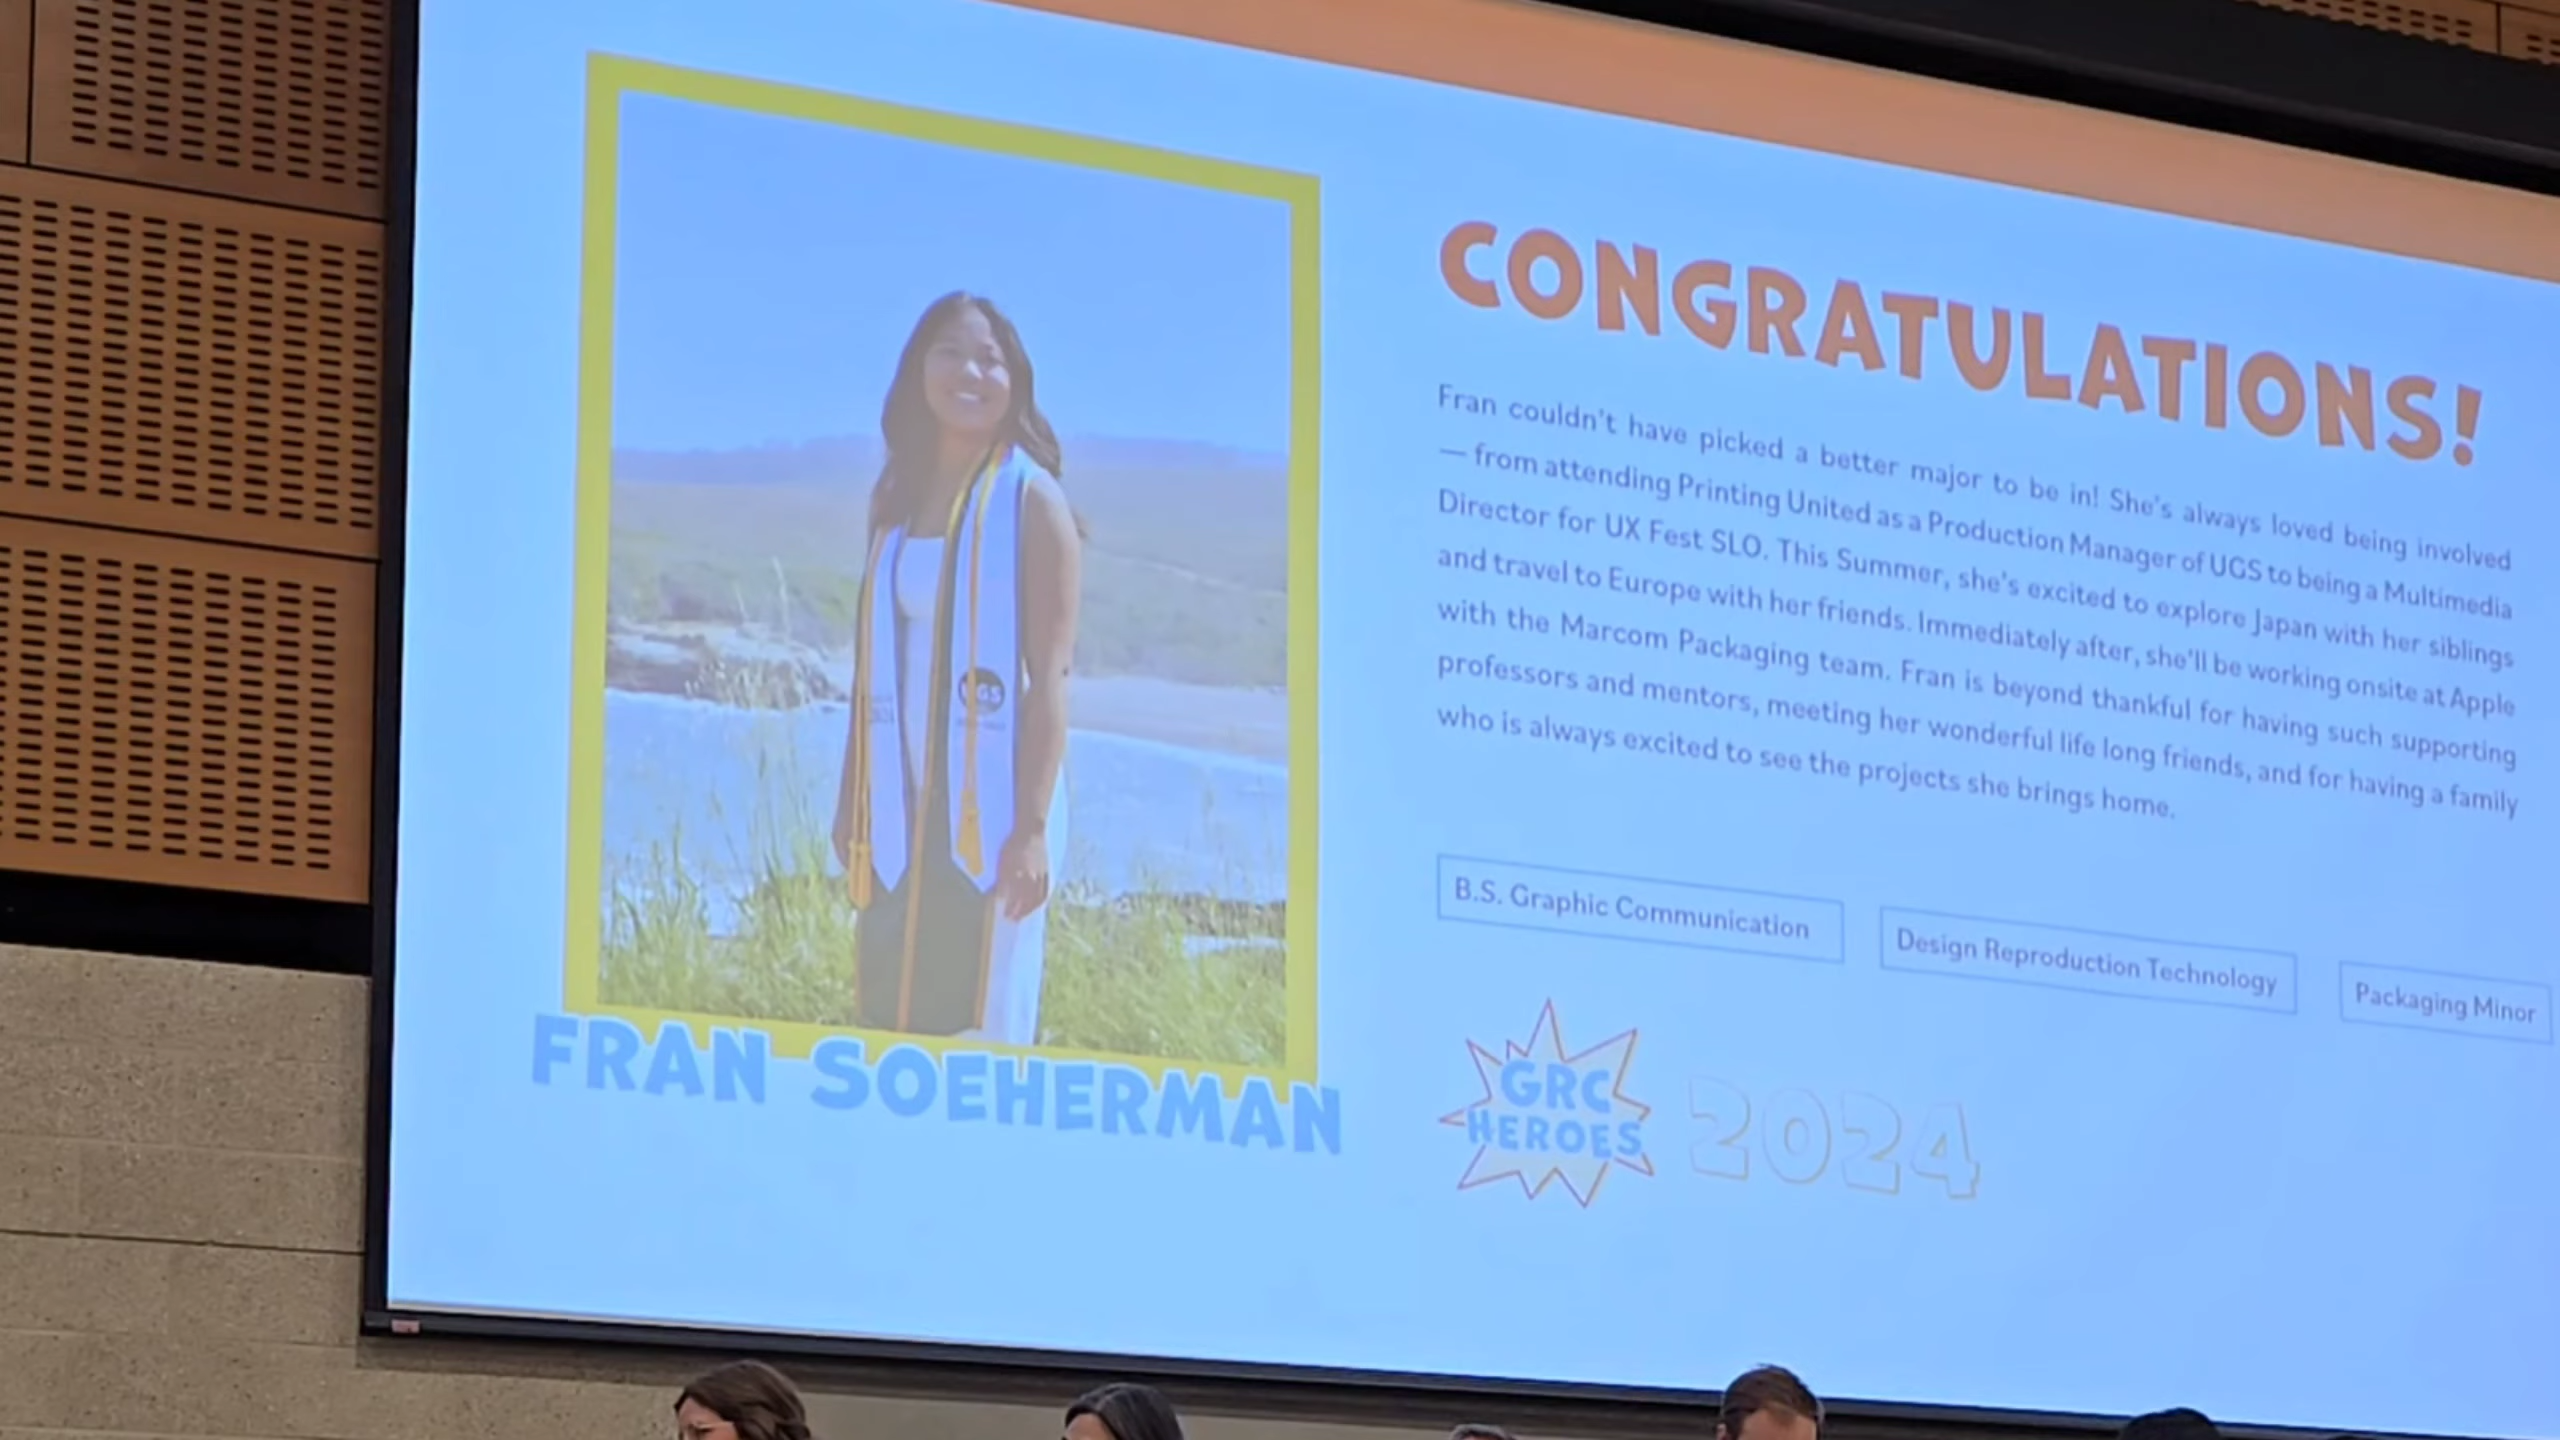 CONGRATULATIONS!
Fran couldn't have picked a better major to be in! She's always loved being involved
— from attending Printing United as a Production Manager of UGS to being a Multimedia
Director for UX Fest SLO. This Summer, she's excited to explore Japan with her siblings
and travel to Europe with her friends. Immediately after, she'll be working onsite at Apple
with the Marcom Packaging team. Fran is beyond thankful for having such supporting
professors and mentors, meeting her wonderful life long friends, and for having a family
who is always excited to see the projects she brings home.
B.S. Graphic Communication
Design Reproduction Technology
Packaging Minor
UGS
FRAN SOEHERMAN
GRC
HEROES
2024